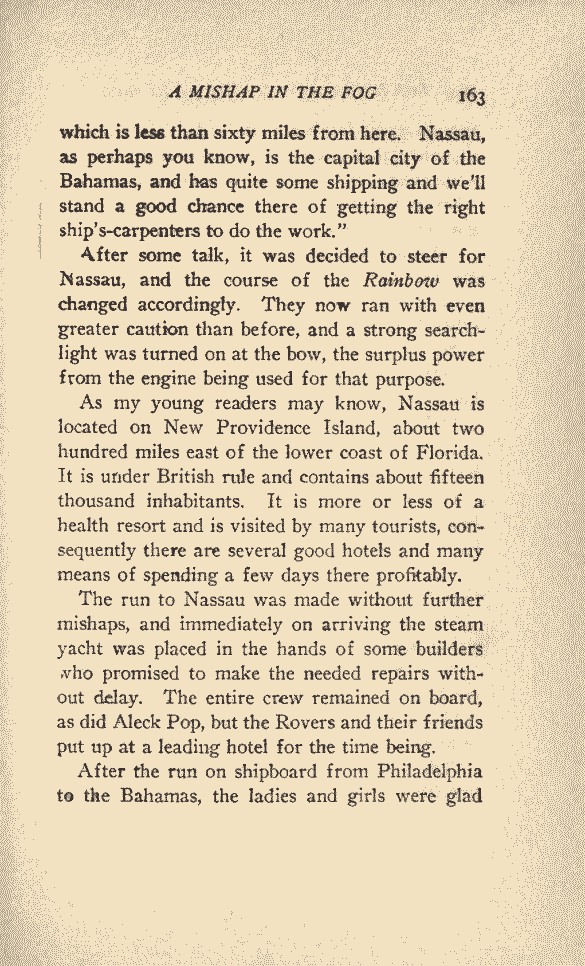 A MISHAP IN THE FOG 163
which is less than sixty miles from here. Nassau,
as perhaps you know, is the capital city of the
Bahamas, and has quite some shipping and we'll
stand a good chance there of getting the right
ship's-carpenters to do the work."
After some talk, it was decided to steer for
Nassau, and the course of the Rainbow was
changed accordingly. They now ran with even
greater caution than before, and a strong search-
light was turned on at the bow, the surplus power
from the engine being used for that purpose.
As my young readers may know, Nassau is
located on New Providence Island, about two
hundred miles east of the lower coast of Florida.
It is under British rule and contains about fifteen
thousand inhabitants. It is more or less of a
health resort and is visited by many tourists, con-
sequently there are several good hotels and many
means of spending a few days there profitably.
The run to Nassau was made without further
mishaps, and immediately on arriving the steam
yacht was placed in the hands of some builders
who promised to make the needed repairs with-
out delay. The entire crew remained on board,
as did Aleck Pop, but the Rovers and their friends
put up at a leading hotel for the time being.
After the run on shipboard from Philadelphia
to the Bahamas, the ladies and girls were glad